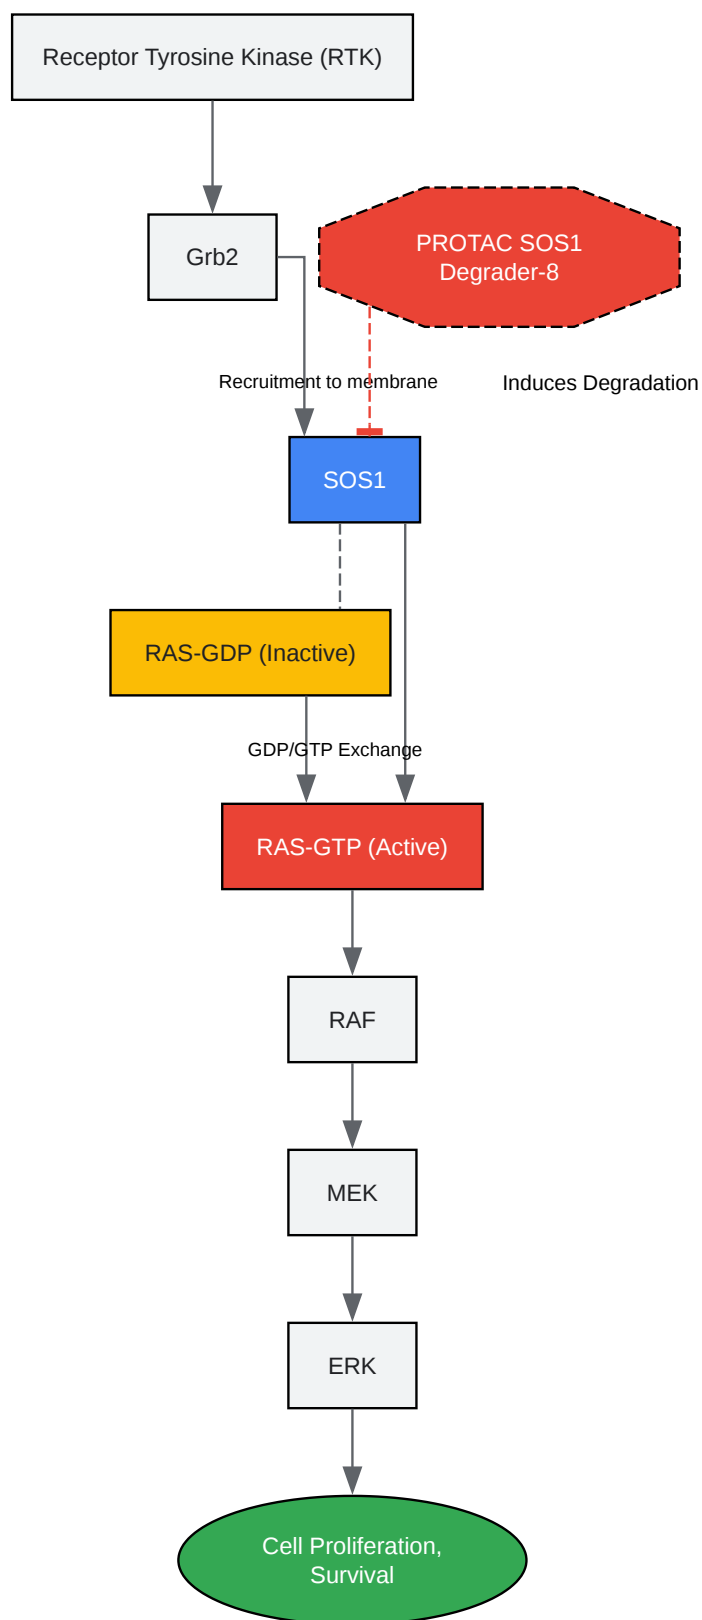 Receptor Tyrosine Kinase (RTK)
Grb2
PROTAC SOS1
Degrader-8
Recruitment to membrane
Induces Degradation
SOS1
RAS-GDP (Inactive)
GDP/GTP Exchange
RAS-GTP (Active)
RAF
MEK
ERK
Cell Proliferation,
Survival